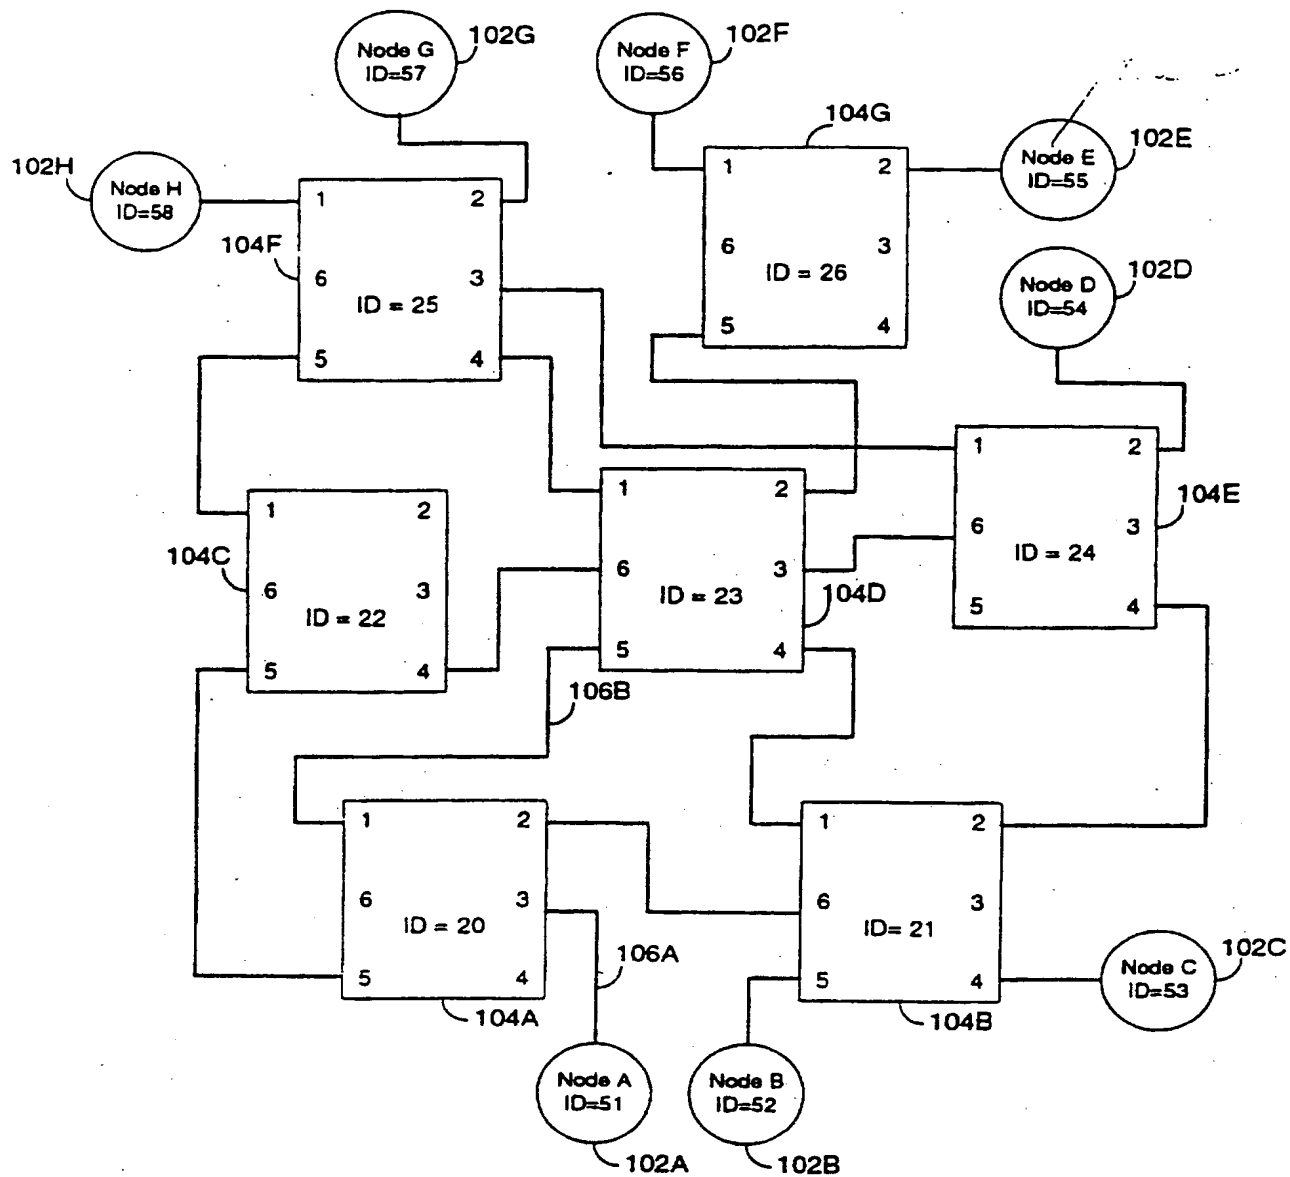 Node G
ID=57
102G
Node F
ID=56
102F
104G
102H
Node H
ID=58
1
2
6
3
5
4
ID = 25
104F
1
2
6
3
5
4
ID = 26
Node E
ID=55
102E
Node D
ID=54
102D
1
2
6
3
5
4
ID = 24
104E
1
2
6
3
5
4
ID = 22
104C
1
2
6
3
5
4
ID = 23
104D
106B
1
2
6
3
5
4
ID = 20
104A
106A
1
2
6
3
5
4
ID= 21
104B
Node C
ID=53
102C
Node A
ID=51
102A
Node B
ID=52
102B